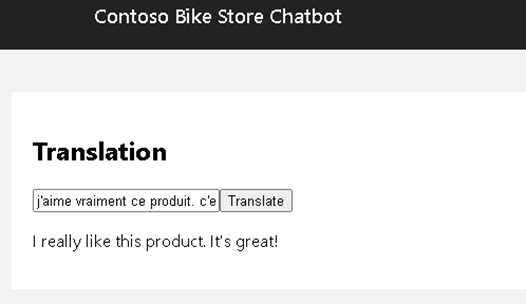 Contoso Bike Store Chatbot
Translation
j'aime vraiment ce produit. c'e Translate
I really like this product. It's great!